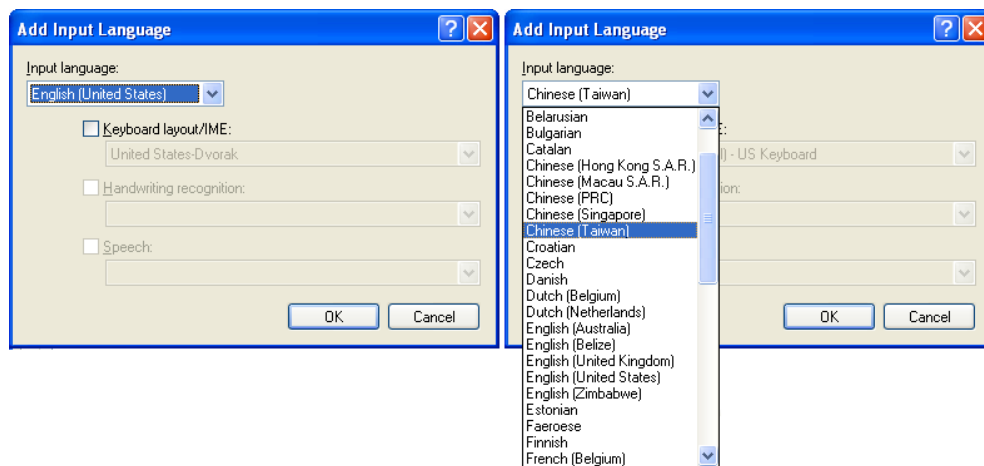 Add Input Language
Input language:
English (United States)
Keyboard layout/IME:
United States-Dvorak
Handwriting recognition:
Speech:
OK Cancel
Add Input Language
Input language:
Chinese (Taiwan)
Belarusian
Bulgarian
Catalan
Chinese (Hong Kong S.A.R.)
Chinese (Macau S.A.R.)
Chinese (PRC)
Chinese (Singapore)
Chinese (Taiwan)
Croatian
Czech
Danish
Dutch (Belgium)
Dutch (Netherlands)
English (Australia)
English (Belize)
English (United Kingdom)
English (United States)
English (Zimbabwe)
Estonian
Faeroese
Finnish
French (Belgium)
E:
l) - US Keyboard
ion:
OK Cancel